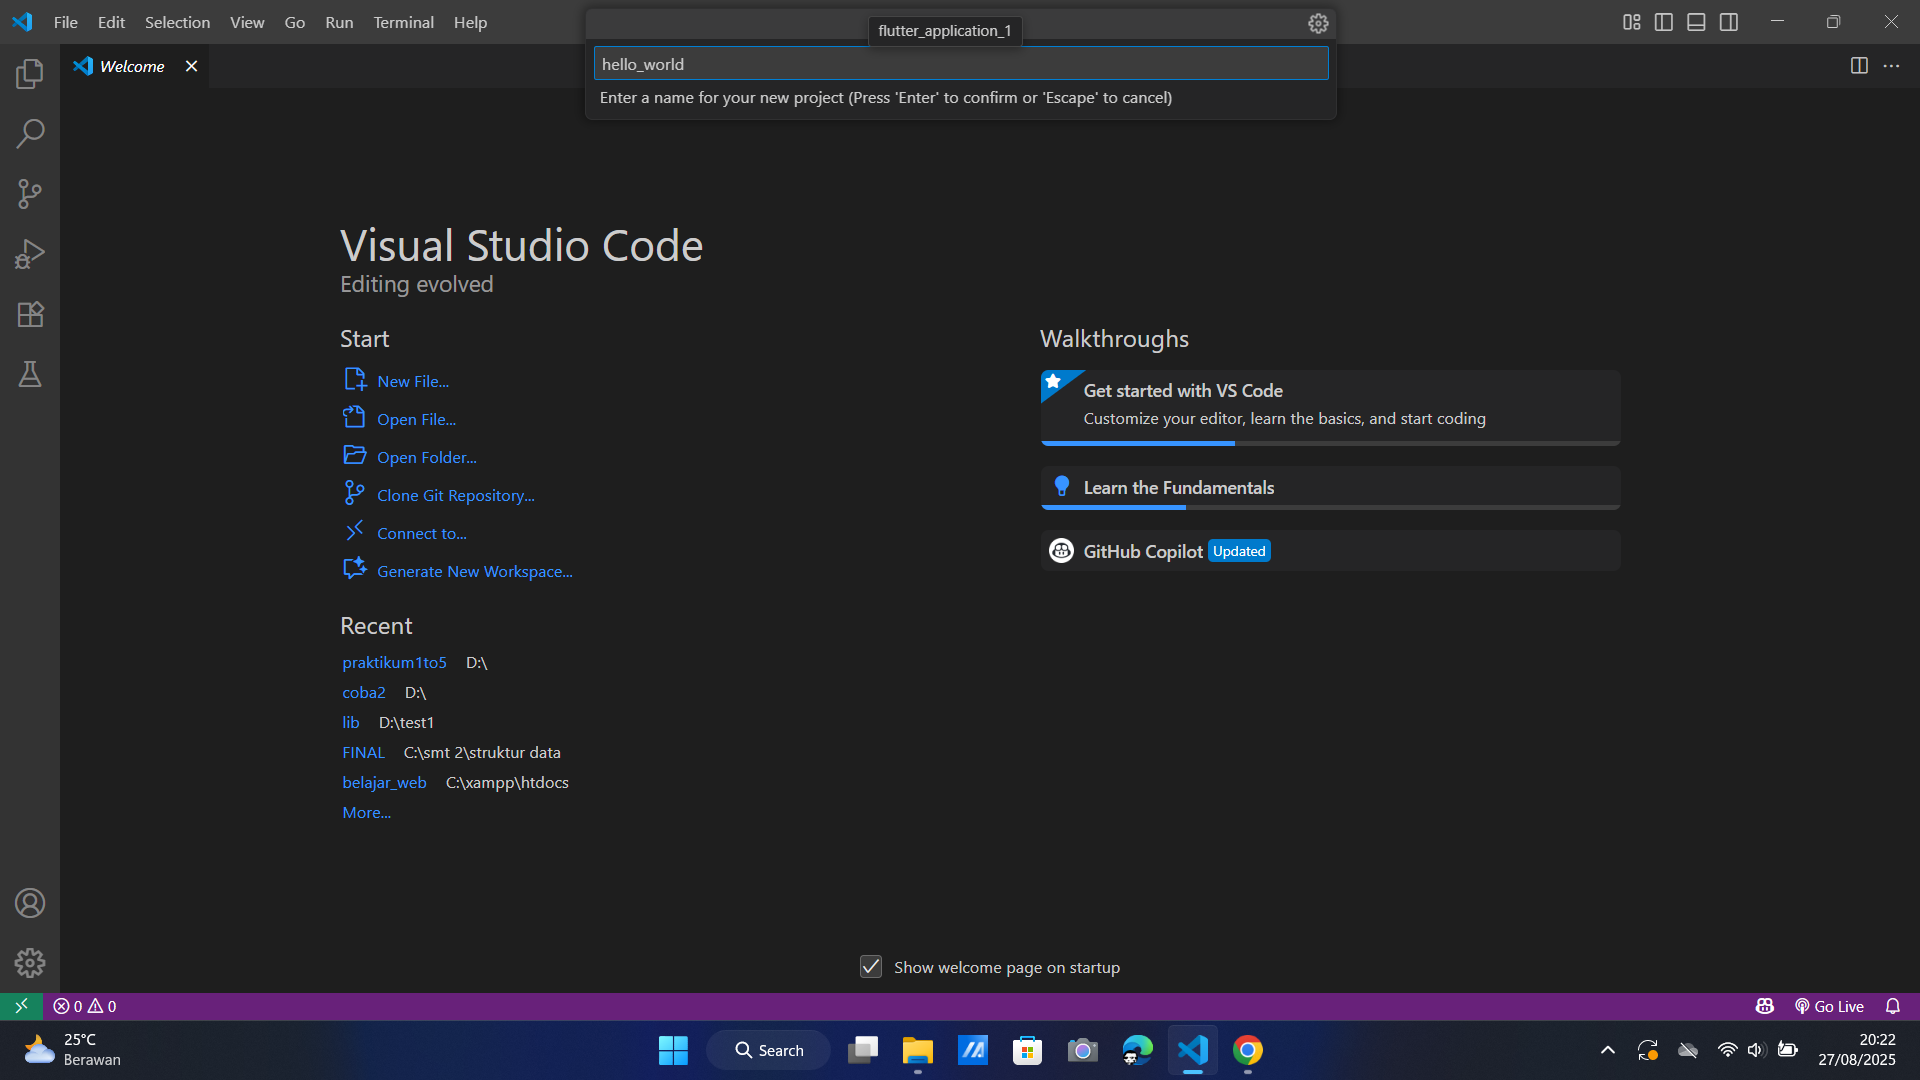 File Edit Selection View Go Run Terminal Help
flutter_application_1
Welcome
hello_world
Enter a name for your new project (Press 'Enter' to confirm or 'Escape' to cancel)
Visual Studio Code
Editing evolved
Start
New File...
Open File...
Open Folder...
Clone Git Repository...
Connect to...
Generate New Workspace...
Recent
praktikum1to5 D:\
coba2 D:\
lib D:\test1
FINAL C:\smt 2\struktur data
belajar_web C:\xampp\htdocs
More...
Walkthroughs
Get started with VS Code
Customize your editor, learn the basics, and start coding
Learn the Fundamentals
GitHub Copilot Updated
Show welcome page on startup
0 0
Go Live
25°C
Berawan
Search
20:22
27/08/2025